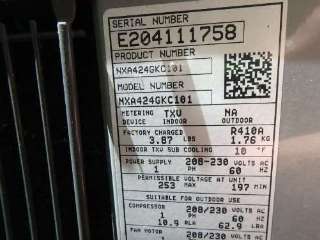 SERIAL NUMBER
E204111758
PRODUCT NUMBER
NXA424GKC101
MODEL NUMBER
NXA424GKC101
METERING TXV NA
DEVICE INDOOR OUTDOOR
FACTORY CHARGED R410A
3.87 LBS 1.76 KG
INDOOR TXV SUB COOLING 10 °F
POWER SUPPLY 208-230 VOLTS AC
1 PH 60 HZ
PERMISSIBLE VOLTAGE AT UNIT
253 MAX 197 MIN
SUITABLE FOR OUTDOOR USE
COMPRESSOR 208/230 VOLTS AC
1 PH 60 HZ
10.9 RLA 62.9 LRA
FAN MOTOR 208/230 VOLTS AC